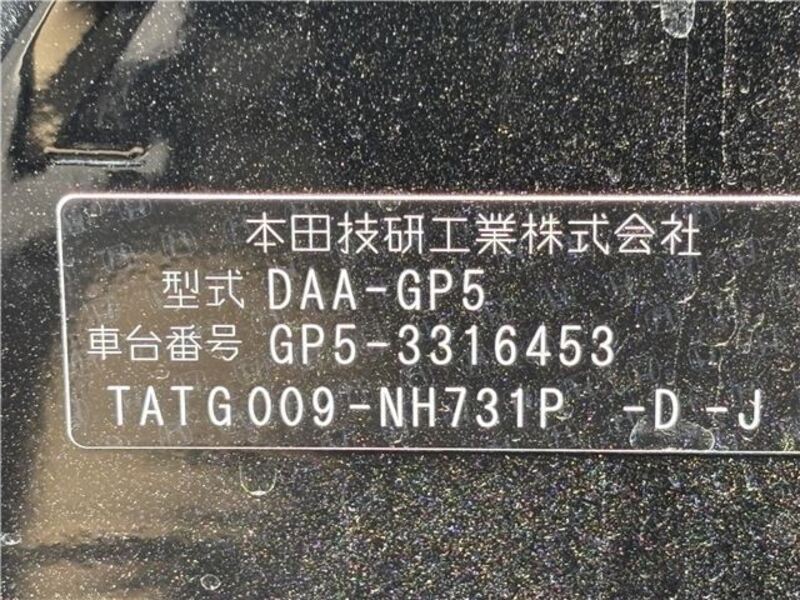 本田技研工業株式会社
型式 DAA-GP5
車台番号 GP5-3316453
TATG009-NH731P -D -J